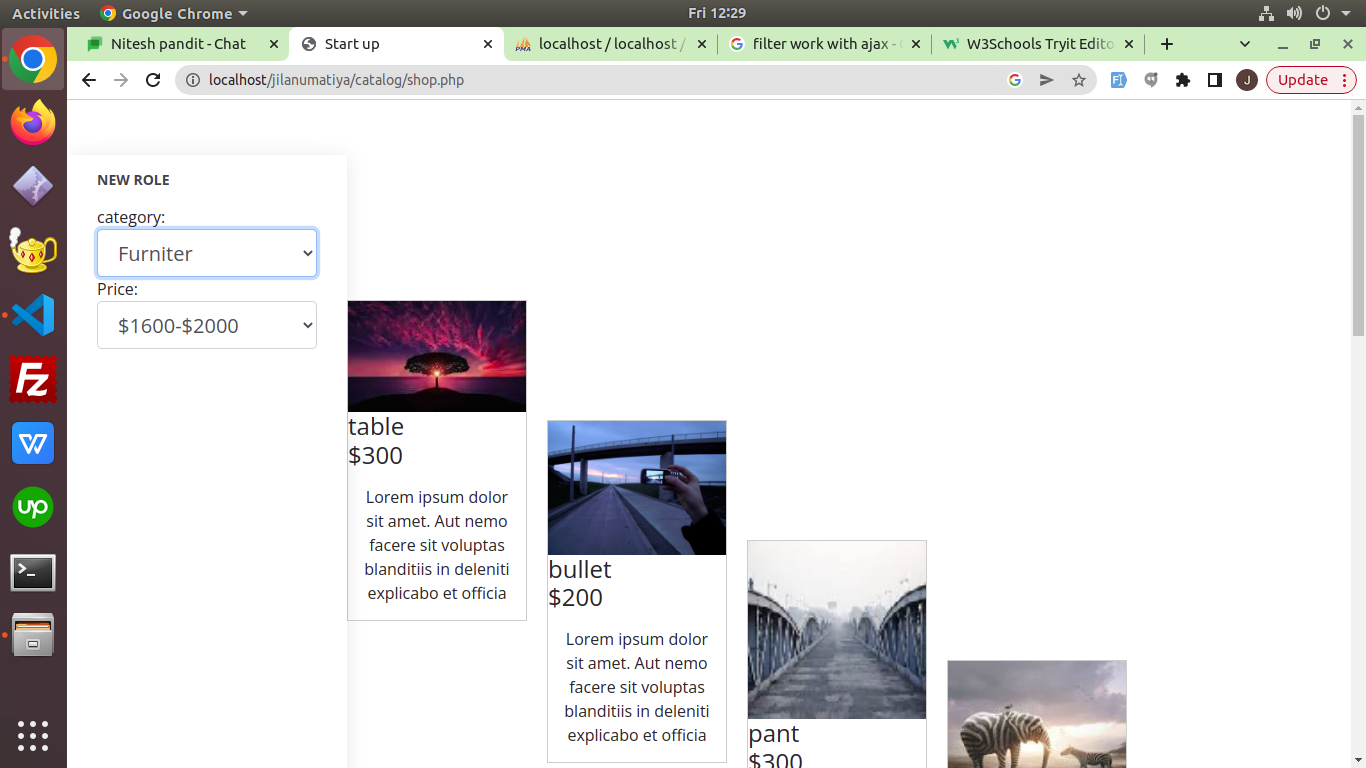 Activities
Google Chrome
Fri 12:29
Nitesh pandit - Chat
Start up
localhost / localhost /
filter work with ajax -
W3Schools Tryit Edito
localhost/jilanumatiya/catalog/shop.php
J
Update
NEW ROLE
category:
Furniter
Price:
$1600-$2000
table
$300
Lorem ipsum dolor
sit amet. Aut nemo
facere sit voluptas
blanditiis in deleniti
explicabo et officia
bullet
$200
Lorem ipsum dolor
sit amet. Aut nemo
facere sit voluptas
blanditiis in deleniti
explicabo et officia
pant
$300